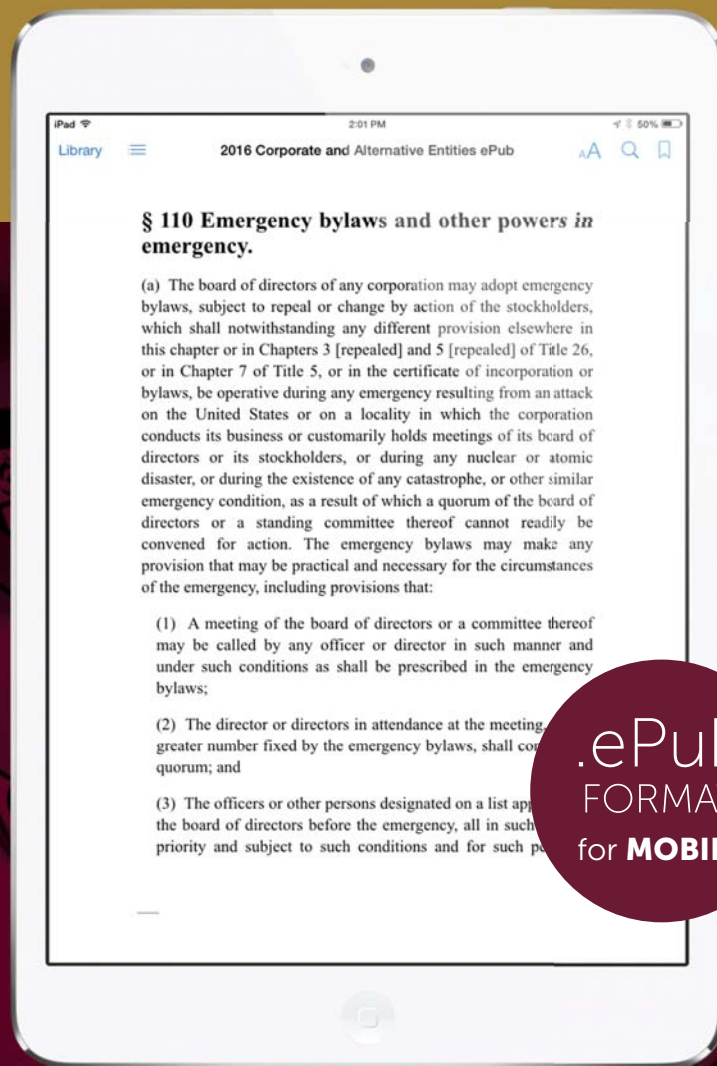 iPad
2:01 PM
50%
Library
2016 Corporate and Alternative Entities ePub
AA
§ 110 Emergency bylaws and other powers in
emergency.
(a) The board of directors of any corporation may adopt emergency
bylaws, subject to repeal or change by action of the stockholders,
which shall notwithstanding any different provision elsewhere in
this chapter or in Chapters 3 [repealed] and 5 [repealed] of Title 26,
or in Chapter 7 of Title 5, or in the certificate of incorporation or
bylaws, be operative during any emergency resulting from an attack
on the United States or on a locality in which the corporation
conducts its business or customarily holds meetings of its board of
directors or its stockholders, or during any nuclear or atomic
disaster, or during the existence of any catastrophe, or other similar
emergency condition, as a result of which a quorum of the board of
directors or a standing committee thereof cannot readily be
convened for action. The emergency bylaws may make any
provision that may be practical and necessary for the circumstances
of the emergency, including provisions that:
(1) A meeting of the board of directors or a committee thereof
may be called by any officer or director in such manner and
under such conditions as shall be prescribed in the emergency
bylaws;
(2) The director or directors in attendance at the meeting,
greater number fixed by the emergency bylaws, shall
quorum; and
(3) The officers or other persons designated on a list
the board of directors before the emergency, all in such
priority and subject to such conditions and for such
.ePu
FORMA
for MOBI